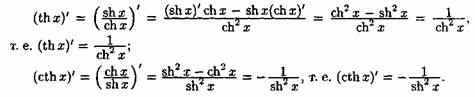 (th x)′ = (sh x / ch x)′ = ((sh x)′ ch x − sh x(ch x)′) / ch² x = (ch² x − sh² x) / ch² x = 1 / ch² x,
т. е. (th x)′ = 1 / ch² x;
(cth x)′ = (ch x / sh x)′ = (sh² x − ch² x) / sh² x = − 1 / sh² x, т. е. (cth x)′ = − 1 / sh² x.